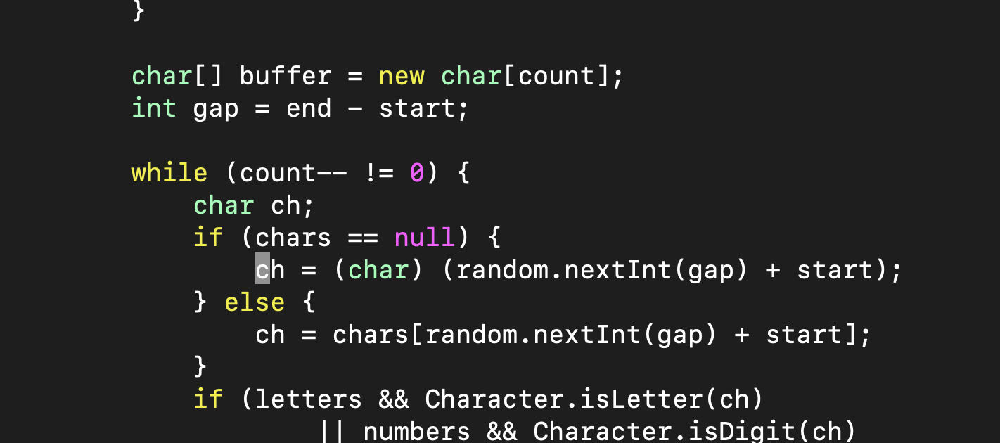 }
char[] buffer = new char[count];
int gap = end - start;
while (count-- != 0) {
char ch;
if (chars == null) {
ch = (char) (random.nextInt(gap) + start);
} else {
ch = chars[random.nextInt(gap) + start];
}
if (letters && Character.isLetter(ch)
|| numbers && Character.isDigit(ch)